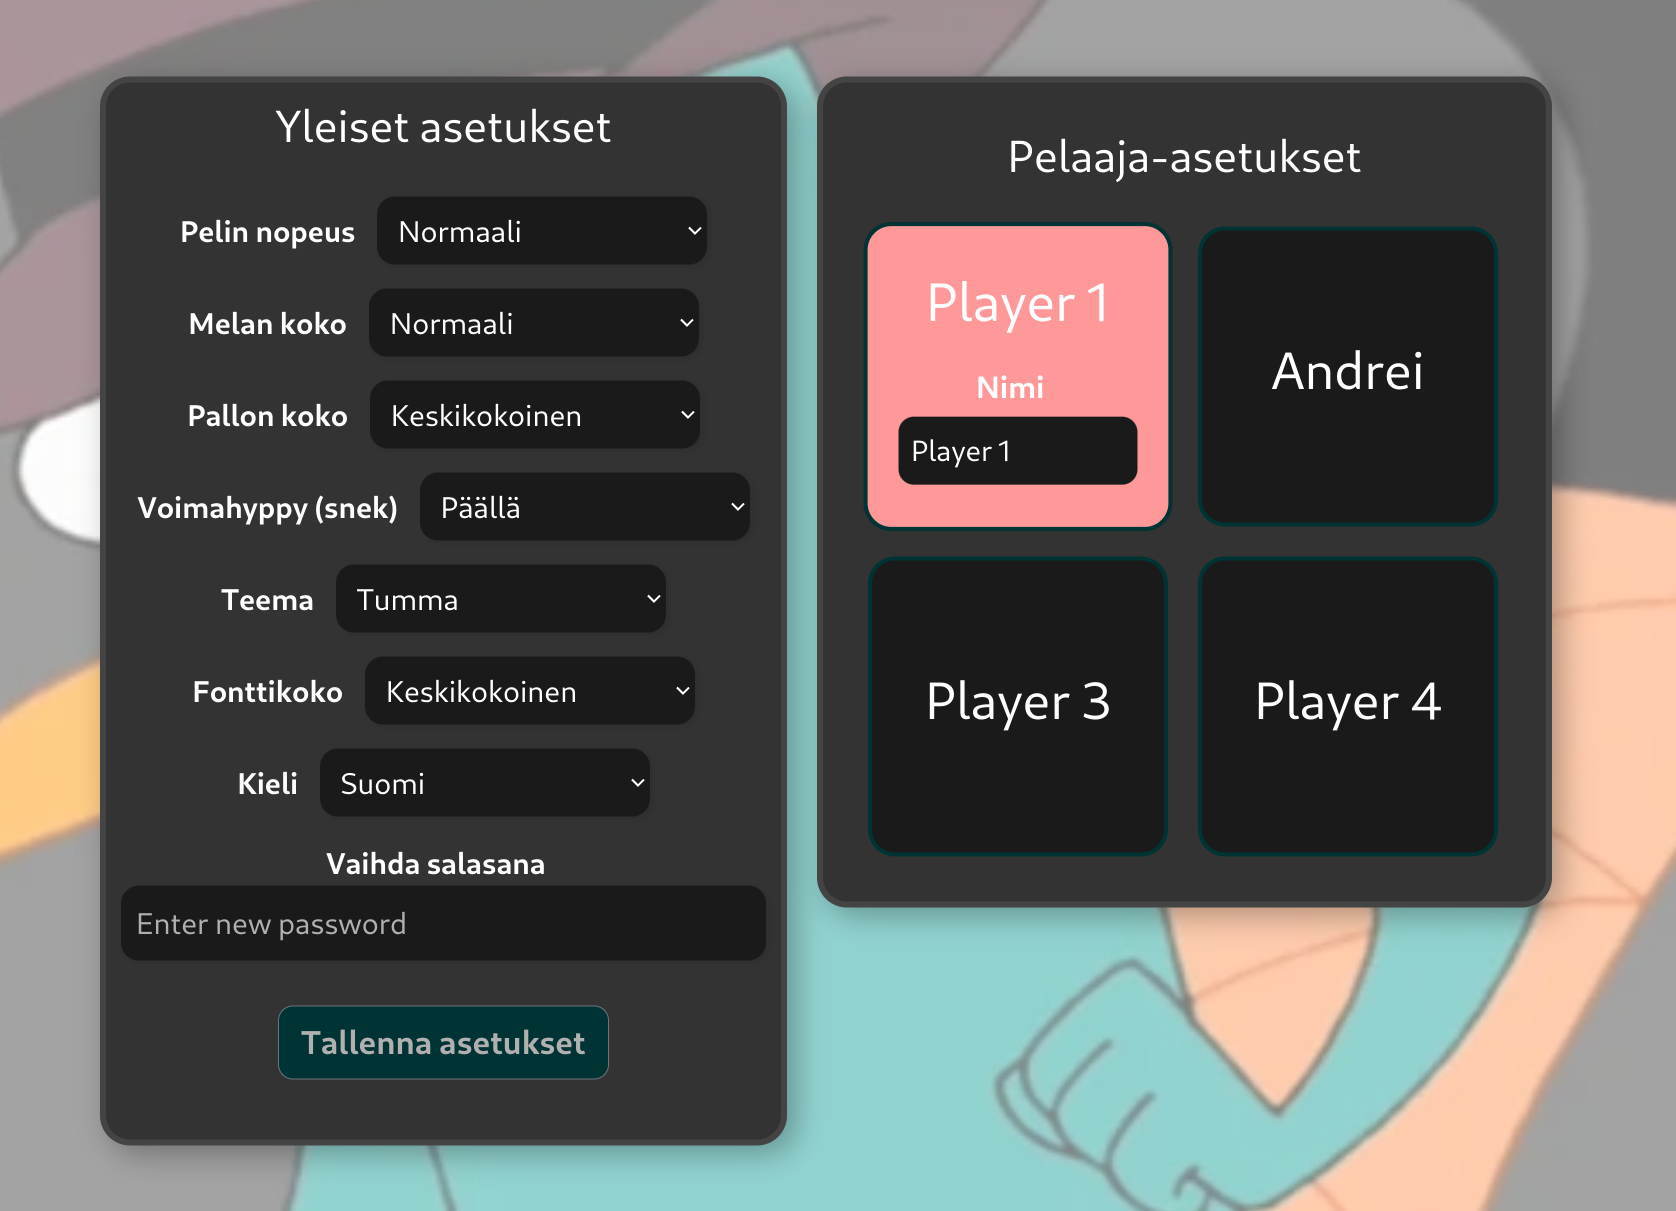 Yleiset asetukset
Pelin nopeus Normaali
Melan koko Normaali
Pallon koko Keskikokoinen
Voimahyppy (snek) Päällä
Teema Tumma
Fonttikoko Keskikokoinen
Kieli Suomi
Vaihda salasana
Enter new password
Tallenna asetukset
Pelaaja-asetukset
Player 1
Nimi
Player 1
Andrei
Player 3
Player 4